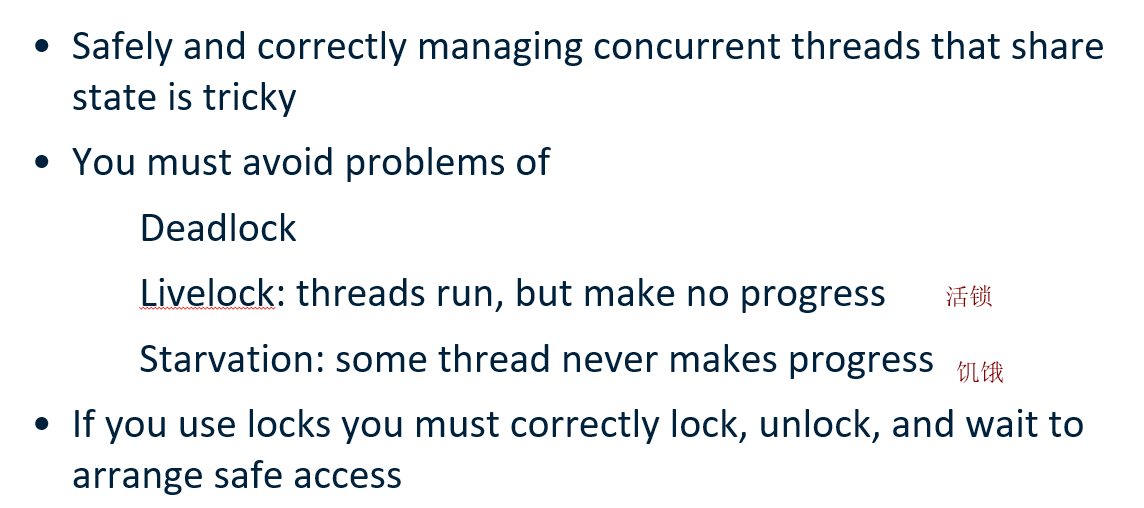 • Safely and correctly managing concurrent threads that share
state is tricky
• You must avoid problems of
Deadlock
Livelock: threads run, but make no progress 活锁
Starvation: some thread never makes progress 饥饿
• If you use locks you must correctly lock, unlock, and wait to
arrange safe access